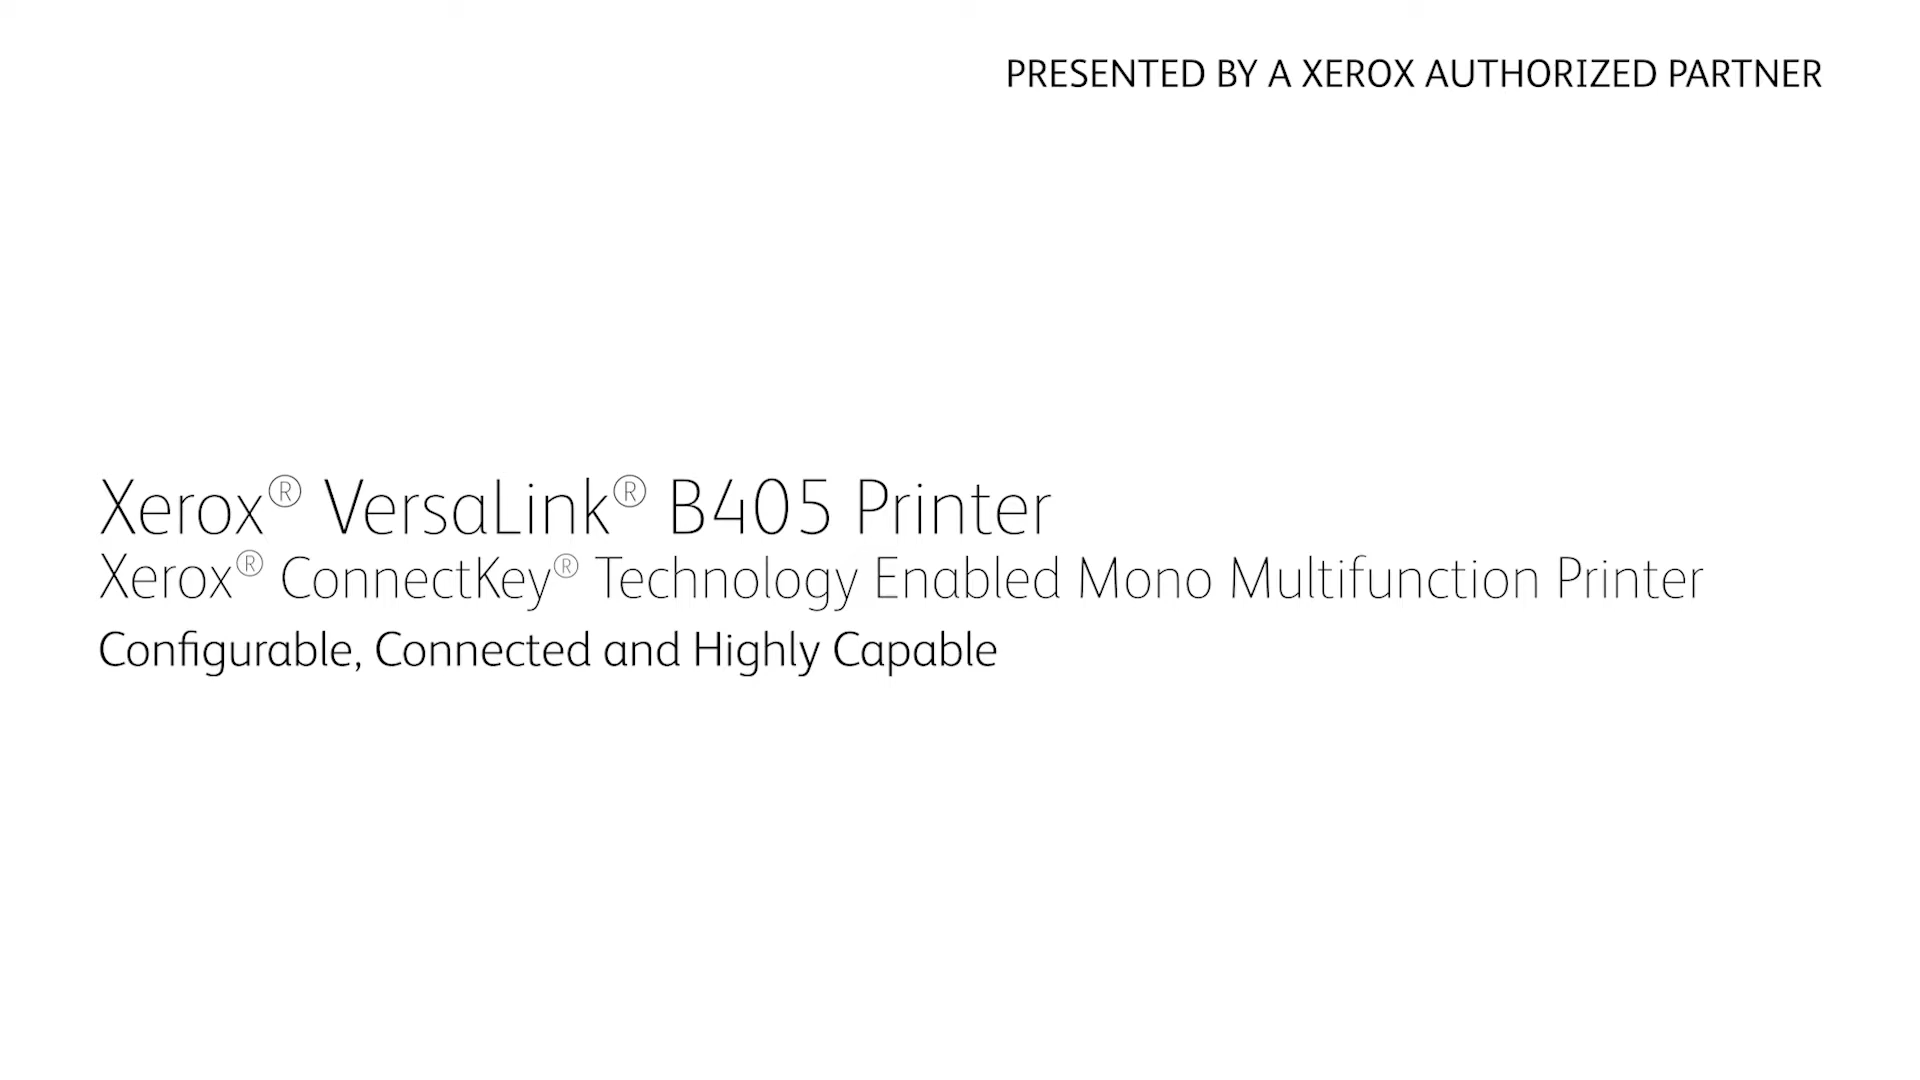 PRESENTED BY A XEROX AUTHORIZED PARTNER
Xerox® VersaLink® B405 Printer
Xerox® ConnectKey® Technology Enabled Mono Multifunction Printer
Configurable, Connected and Highly Capable